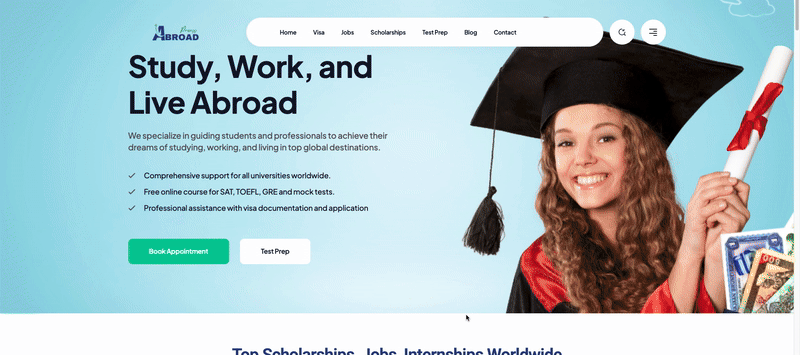 ABROAD
Home Visa Jobs Scholarships Test Prep Blog Contact
Study, Work, and
Live Abroad
We specialize in guiding students and professionals to achieve their
dreams of studying, working, and living in top global destinations.
Comprehensive support for all universities worldwide.
Free online course for SAT, TOEFL, GRE and mock tests.
Professional assistance with visa documentation and application
Book Appointment Test Prep
Top Scholarships, Jobs, Internships Worldwide